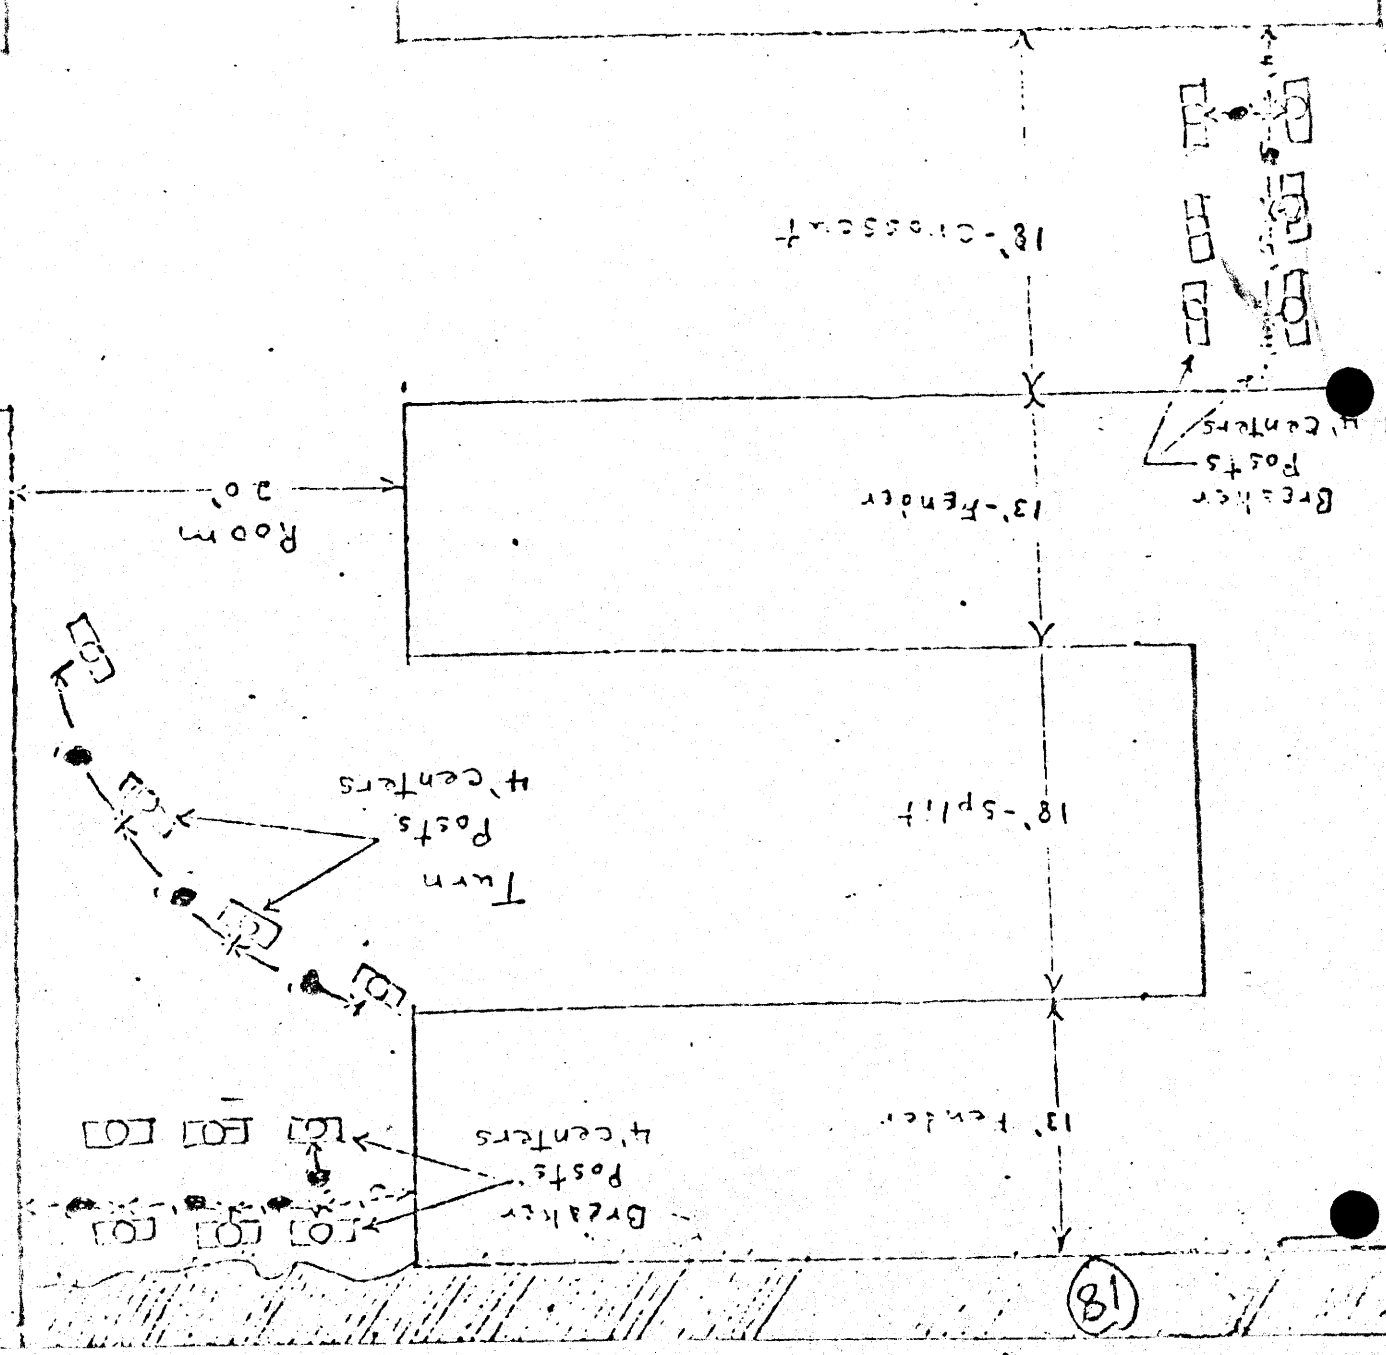 18
Breaker
Posts
4' centers
13' Fender
Turn
Posts
4' centers
18'-Split
Breaker
Posts
4' centers
13'-Fender
Room
20'
18'-Crosscut